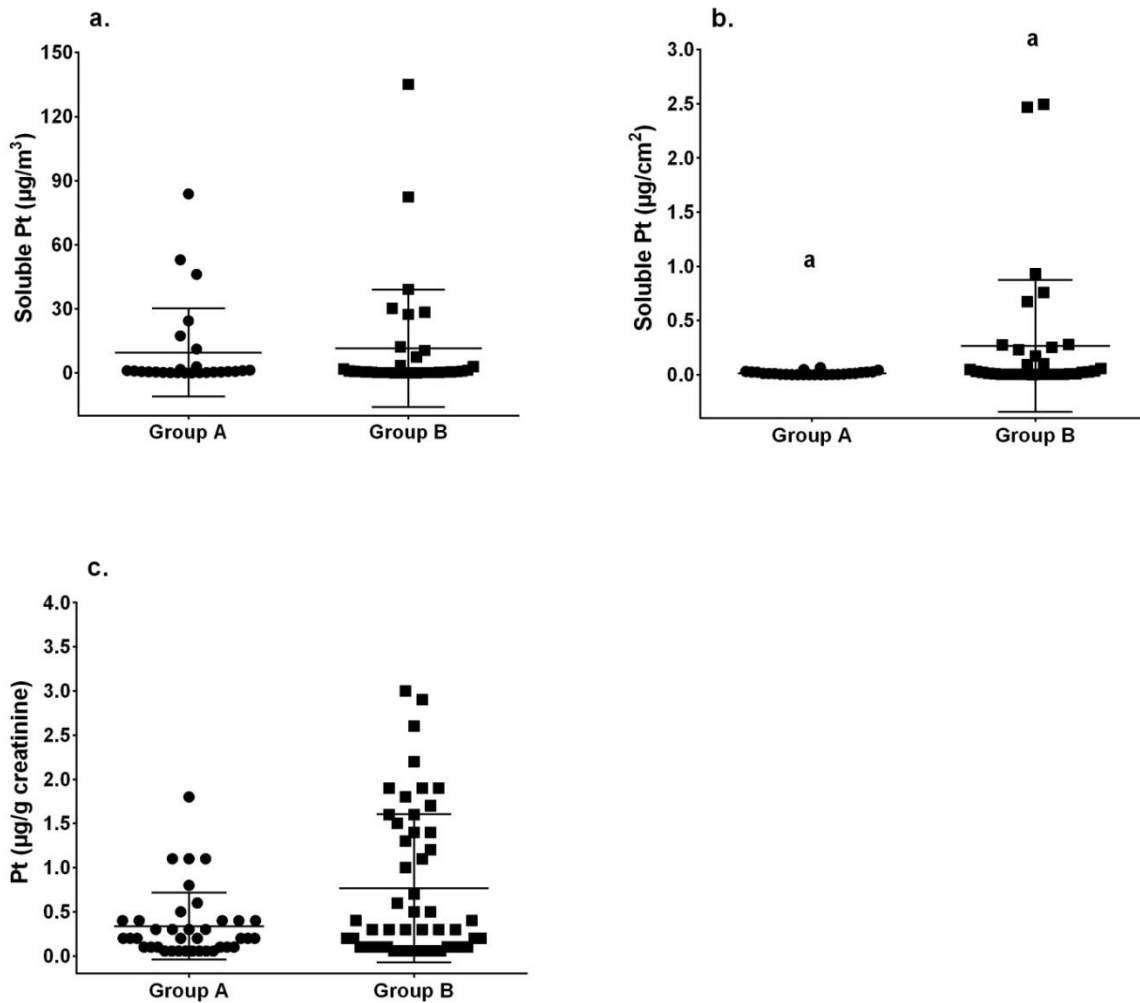 a.
Soluble Pt (µg/m³)
150
120
90
60
30
0
Group A
Group B
b.
Soluble Pt (µg/cm²)
3.0
2.5
2.0
1.5
1.0
0.5
0.0
a
a
Group A
Group B
c.
Pt (µg/g creatinine)
4.0
3.5
3.0
2.5
2.0
1.5
1.0
0.5
0.0
Group A
Group B